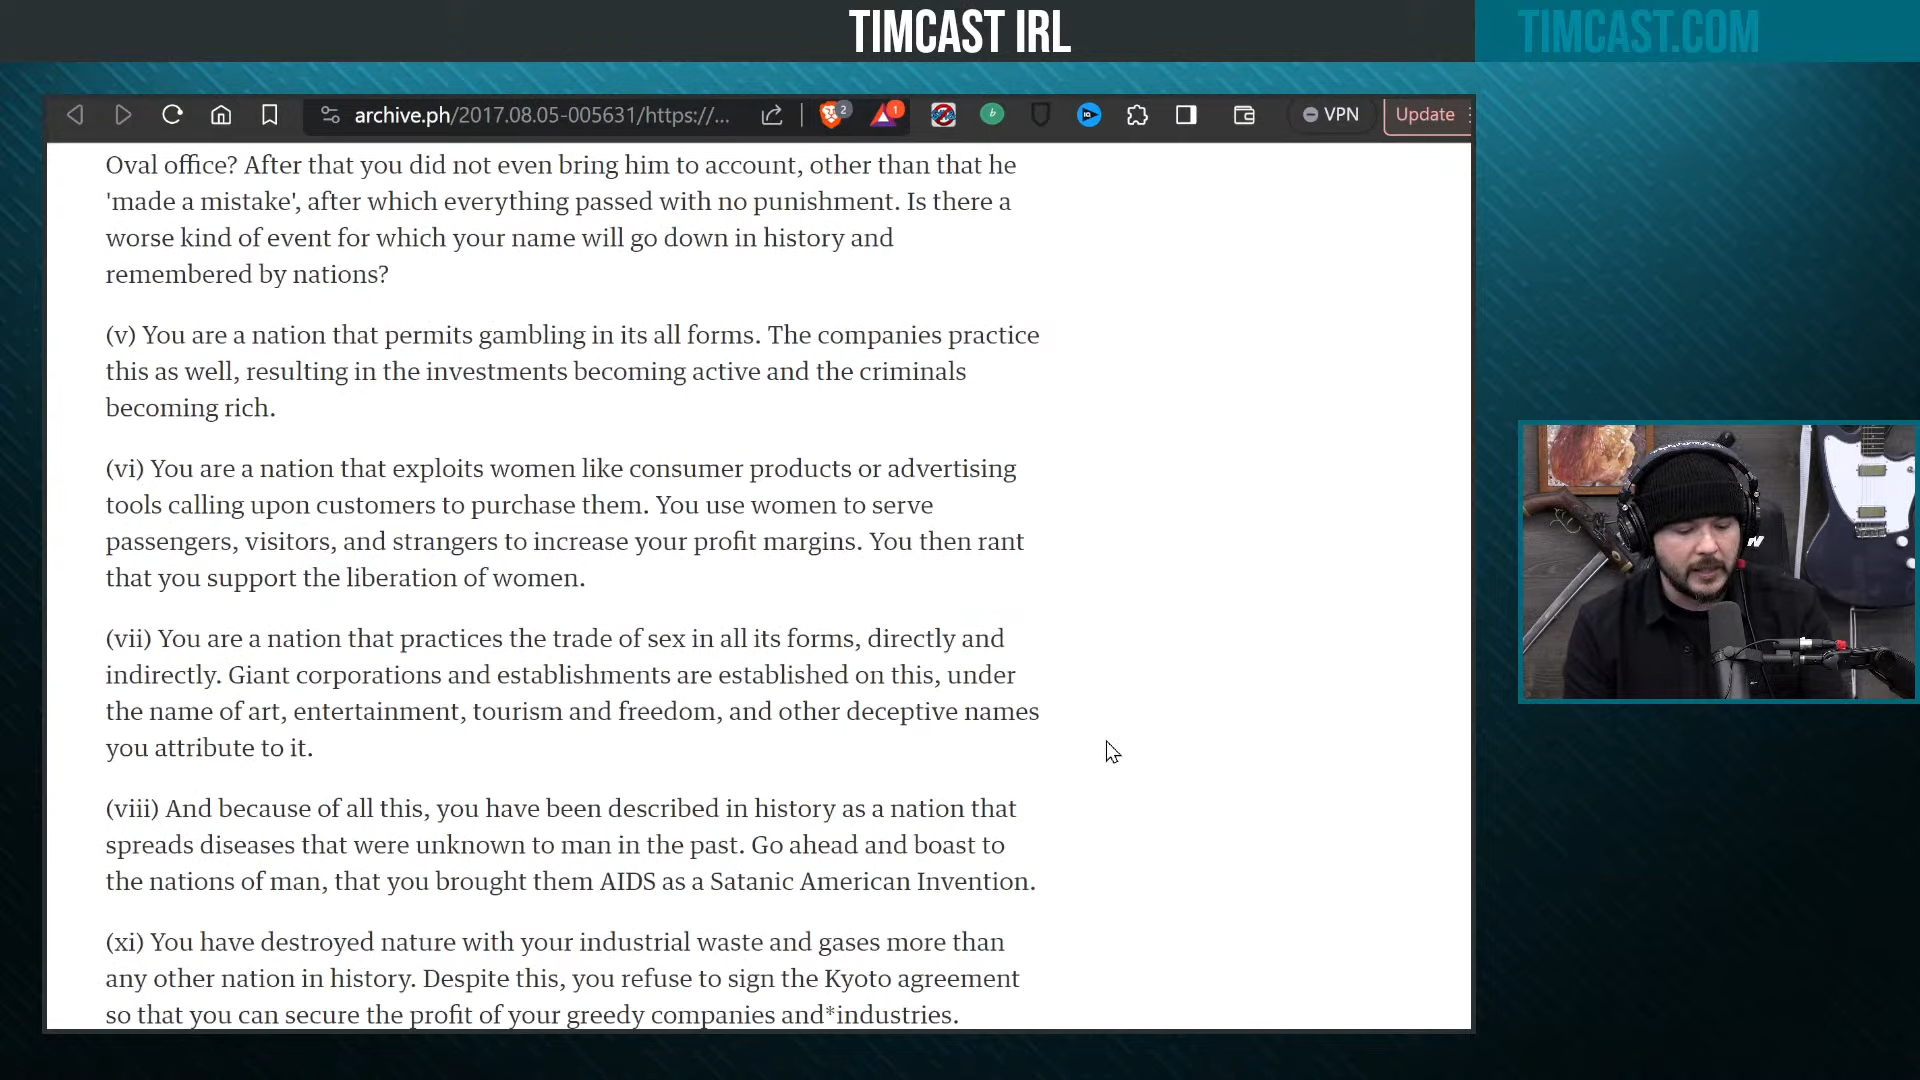 TIMCAST IRL
TIMCAST.COM
archive.ph/2017.08.05-005631/https://...
2
1
b
VPN
Update
Oval office? After that you did not even bring him to account, other than that he
'made a mistake', after which everything passed with no punishment. Is there a
worse kind of event for which your name will go down in history and
remembered by nations?
(v) You are a nation that permits gambling in its all forms. The companies practice
this as well, resulting in the investments becoming active and the criminals
becoming rich.
(vi) You are a nation that exploits women like consumer products or advertising
tools calling upon customers to purchase them. You use women to serve
passengers, visitors, and strangers to increase your profit margins. You then rant
that you support the liberation of women.
(vii) You are a nation that practices the trade of sex in all its forms, directly and
indirectly. Giant corporations and establishments are established on this, under
the name of art, entertainment, tourism and freedom, and other deceptive names
you attribute to it.
(viii) And because of all this, you have been described in history as a nation that
spreads diseases that were unknown to man in the past. Go ahead and boast to
the nations of man, that you brought them AIDS as a Satanic American Invention.
(xi) You have destroyed nature with your industrial waste and gases more than
any other nation in history. Despite this, you refuse to sign the Kyoto agreement
so that you can secure the profit of your greedy companies and*industries.